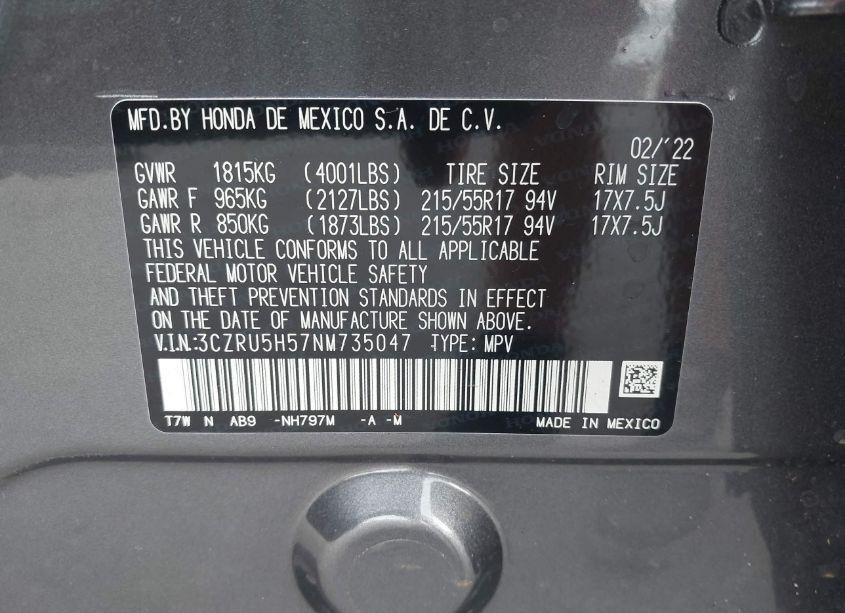 MFD.BY HONDA DE MEXICO S.A. DE C.V.
02/'22
GVWR 1815KG (4001LBS) TIRE SIZE RIM SIZE
GAWR F 965KG (2127LBS) 215/55R17 94V 17X7.5J
GAWR R 850KG (1873LBS) 215/55R17 94V 17X7.5J
THIS VEHICLE CONFORMS TO ALL APPLICABLE
FEDERAL MOTOR VEHICLE SAFETY
AND THEFT PREVENTION STANDARDS IN EFFECT
ON THE DATE OF MANUFACTURE SHOWN ABOVE.
V.I.N:3CZRU5H57NM735047 TYPE: MPV
T7W N AB9 -NH797M -A -M MADE IN MEXICO